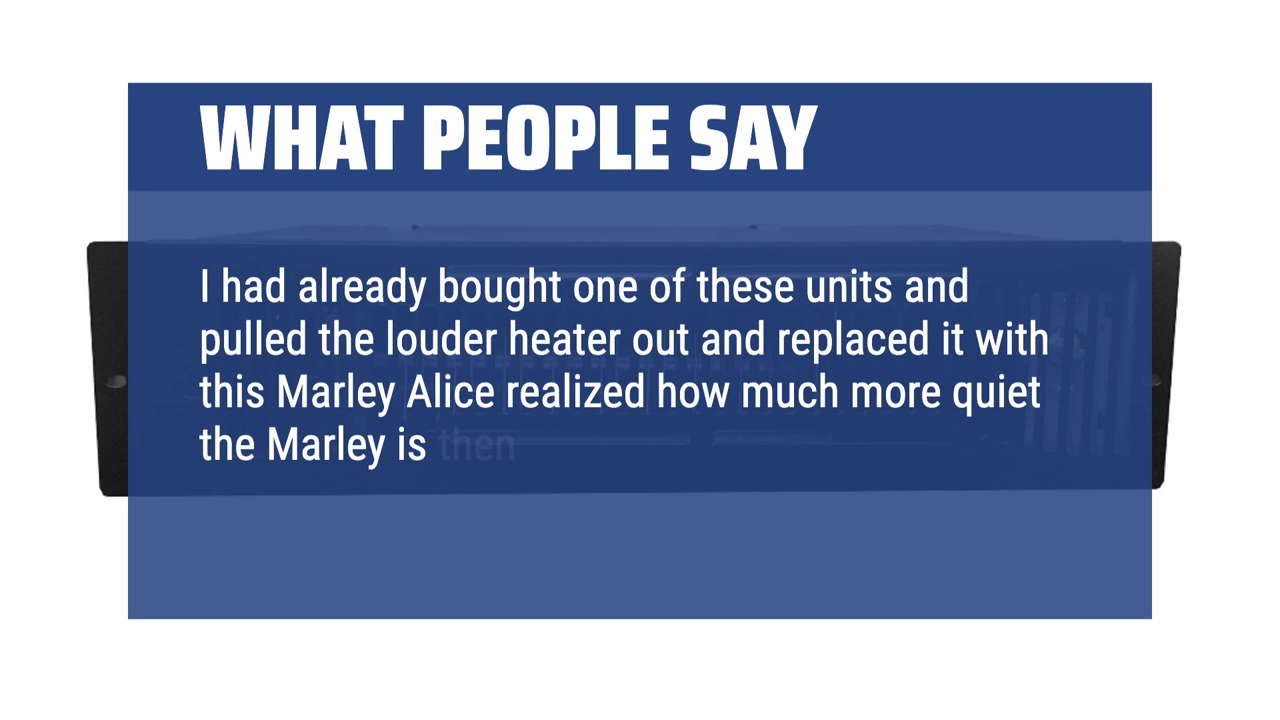 WHAT PEOPLE SAY
I had already bought one of these units and
pulled the louder heater out and replaced it with
this Marley Alice realized how much more quiet
the Marley is then